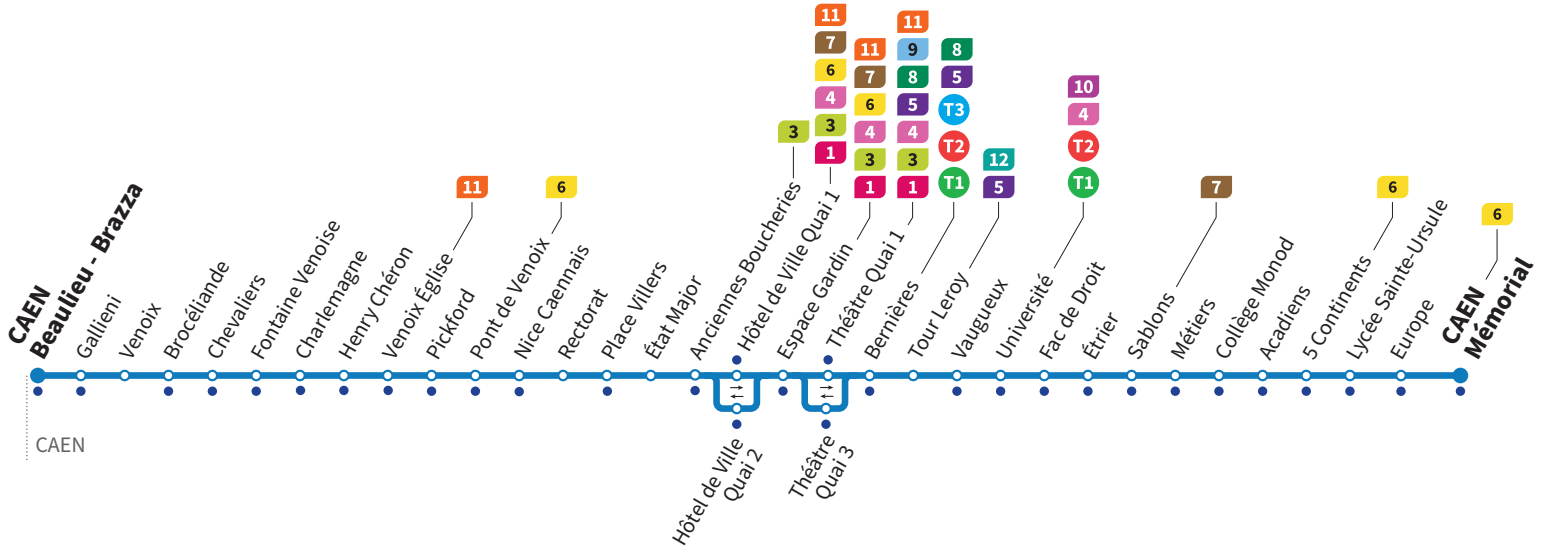 CAEN
Beaulieu - Brazza
Gallieni
Venoix
Brocéliande
Chevaliers
Fontaine Venoise
Charlemagne
Henry Chéron
Venoix Église
11
Pickford
Pont de Venoix
6
Nice Caennais
Rectorat
Place Villers
État Major
Anciennes Boucheries
3
Hôtel de Ville Quai 1
11
7
6
4
3
1
Espace Gardin
11
7
6
4
3
1
Théâtre Quai 1
11
9
8
5
4
3
1
Bernières
8
5
T3
T2
T1
Tour Leroy
12
5
Vaugueux
Université
10
4
T2
T1
Fac de Droit
Étrier
Sablons
7
Métiers
Collège Monod
Acadiens
5 Continents
6
Lycée Sainte-Ursule
Europe
CAEN
Mémorial
6
Hôtel de Ville
Quai 2
Théâtre
Quai 3
CAEN